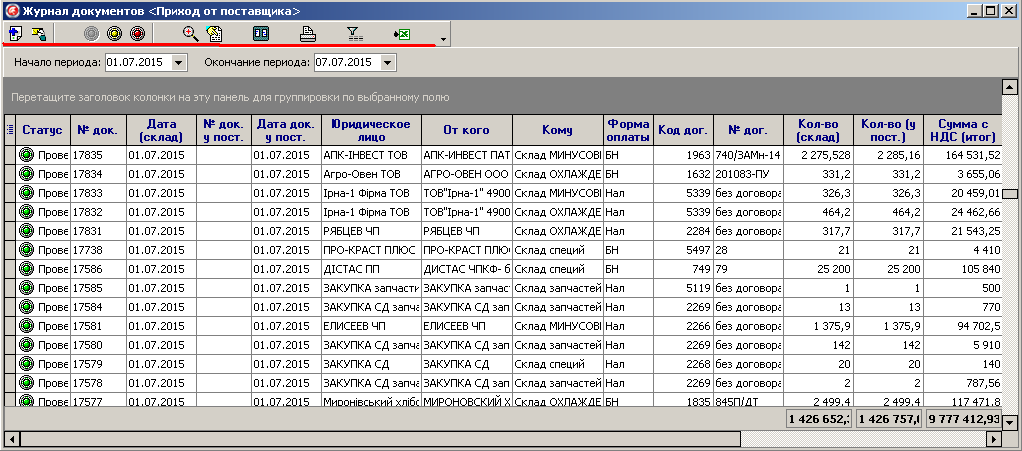 Журнал документов <Приход от поставщика>
Начало периода: 01.07.2015 Окончание периода: 07.07.2015
Перетащите заголовок колонки на эту панель для группировки по выбранному полю
Статус № док. Дата (склад) № док. у пост. Дата док. у пост. Юридическое лицо От кого Кому Форма оплаты Код дог. № дог. Кол-во (склад) Кол-во (у пост.) Сумма с НДС (итог)
Прове 17835 01.07.2015 01.07.2015 АПК-ІНВЕСТ ТОВ АПК-ИНВЕСТ ПАТ Склад МИНУСОВІ БН 1963 740/ЗАМн-14 2 275,528 2 285,16 164 531,52
Прове 17834 01.07.2015 01.07.2015 Агро-Овен ТОВ АГРО-ОВЕН ООО Склад ОХЛАЖДЕ БН 1632 201083-ПУ 331,2 331,2 3 655,06
Прове 17833 01.07.2015 01.07.2015 Ірна-1 Фірма ТОВ ТОВ"Ірна-1" 4900 Склад МИНУСОВІ Нал 5339 без договора 326,3 326,3 20 459,01
Прове 17832 01.07.2015 01.07.2015 Ірна-1 Фірма ТОВ ТОВ"Ірна-1" 4900 Склад ОХЛАЖДЕ Нал 5339 без договора 464,2 464,2 24 462,66
Прове 17831 01.07.2015 01.07.2015 РЯБЦЕВ ЧП РЯБЦЕВ ЧП Склад ОХЛАЖДЕ Нал 2284 без договора 317,7 317,7 21 543,25
Прове 17738 01.07.2015 01.07.2015 ПРО-КРАСТ ПЛЮС ПРО-КРАСТ ПЛЮ Склад специй БН 5497 28 21 21 4 410
Прове 17586 01.07.2015 01.07.2015 ДІСТАС ПП ДИСТАС ЧПКФ- б Склад специй БН 749 79 25 200 25 200 105 840
Прове 17585 01.07.2015 01.07.2015 ЗАКУПКА запчасти ЗАКУПКА запчаст Склад запчастей Нал 5119 без договора 1 1 500
Прове 17584 01.07.2015 01.07.2015 ЗАКУПКА СД запча ЗАКУПКА СД зап Склад запчастей Нал 2269 без договора 13 13 770
Прове 17581 01.07.2015 01.07.2015 ЕЛИСЕЕВ ЧП ЕЛИСЕЕВ ЧП Склад МИНУСОВІ Нал 2266 без договора 1 375,9 1 375,9 94 702,5
Прове 17580 01.07.2015 01.07.2015 ЗАКУПКА СД запча ЗАКУПКА СД зап Склад запчастей Нал 2269 без договора 142 142 5 910
Прове 17579 01.07.2015 01.07.2015 ЗАКУПКА СД ЗАКУПКА СД Склад специй Нал 2268 без договора 20 20 140
Прове 17578 01.07.2015 01.07.2015 ЗАКУПКА СД запча ЗАКУПКА СД зап Склад запчастей Нал 2269 без договора 2 2 787,56
Прове 17577 01.07.2015 01.07.2015 Миронівський хлібо МИРОНОВСКИЙ Х Склад ОХЛАЖДЕ БН 1835 845П/ДТ 2 499,4 2 499,4 117 471,8
1 426 652, 1 426 757, 9 777 412,93